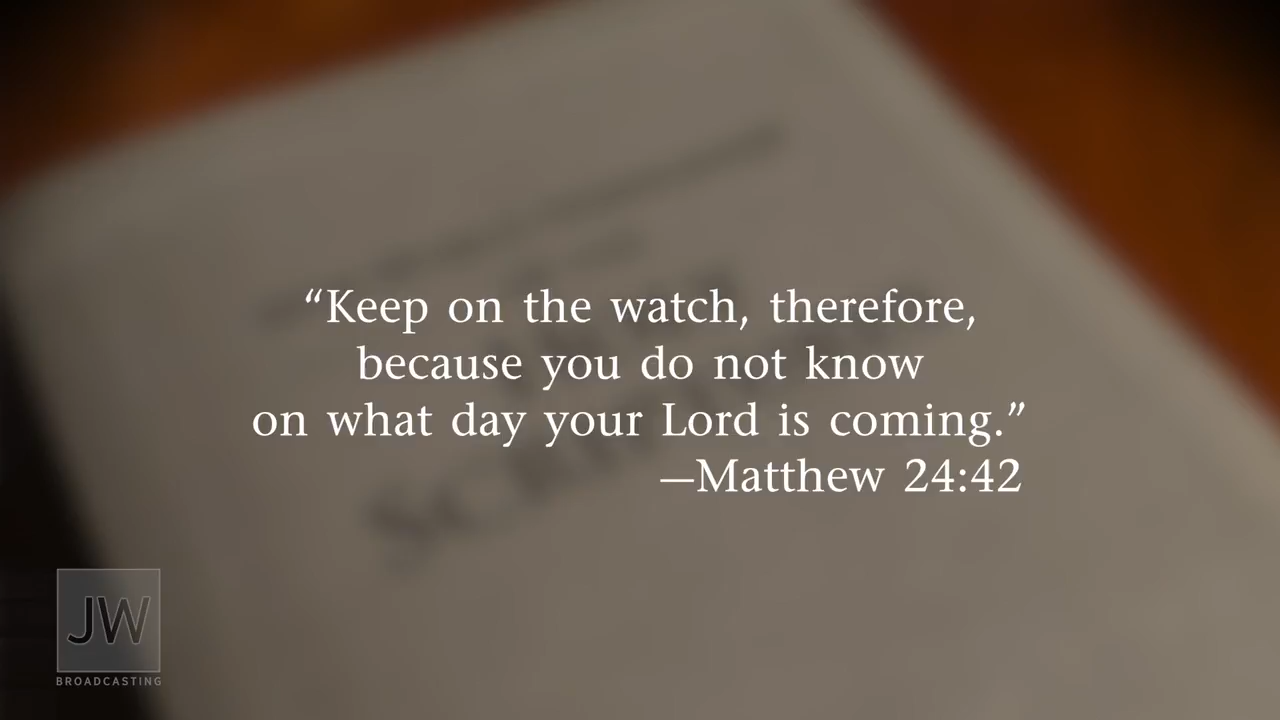 “Keep on the watch, therefore,
because you do not know
on what day your Lord is coming.”
—Matthew 24:42
JW
BROADCASTING